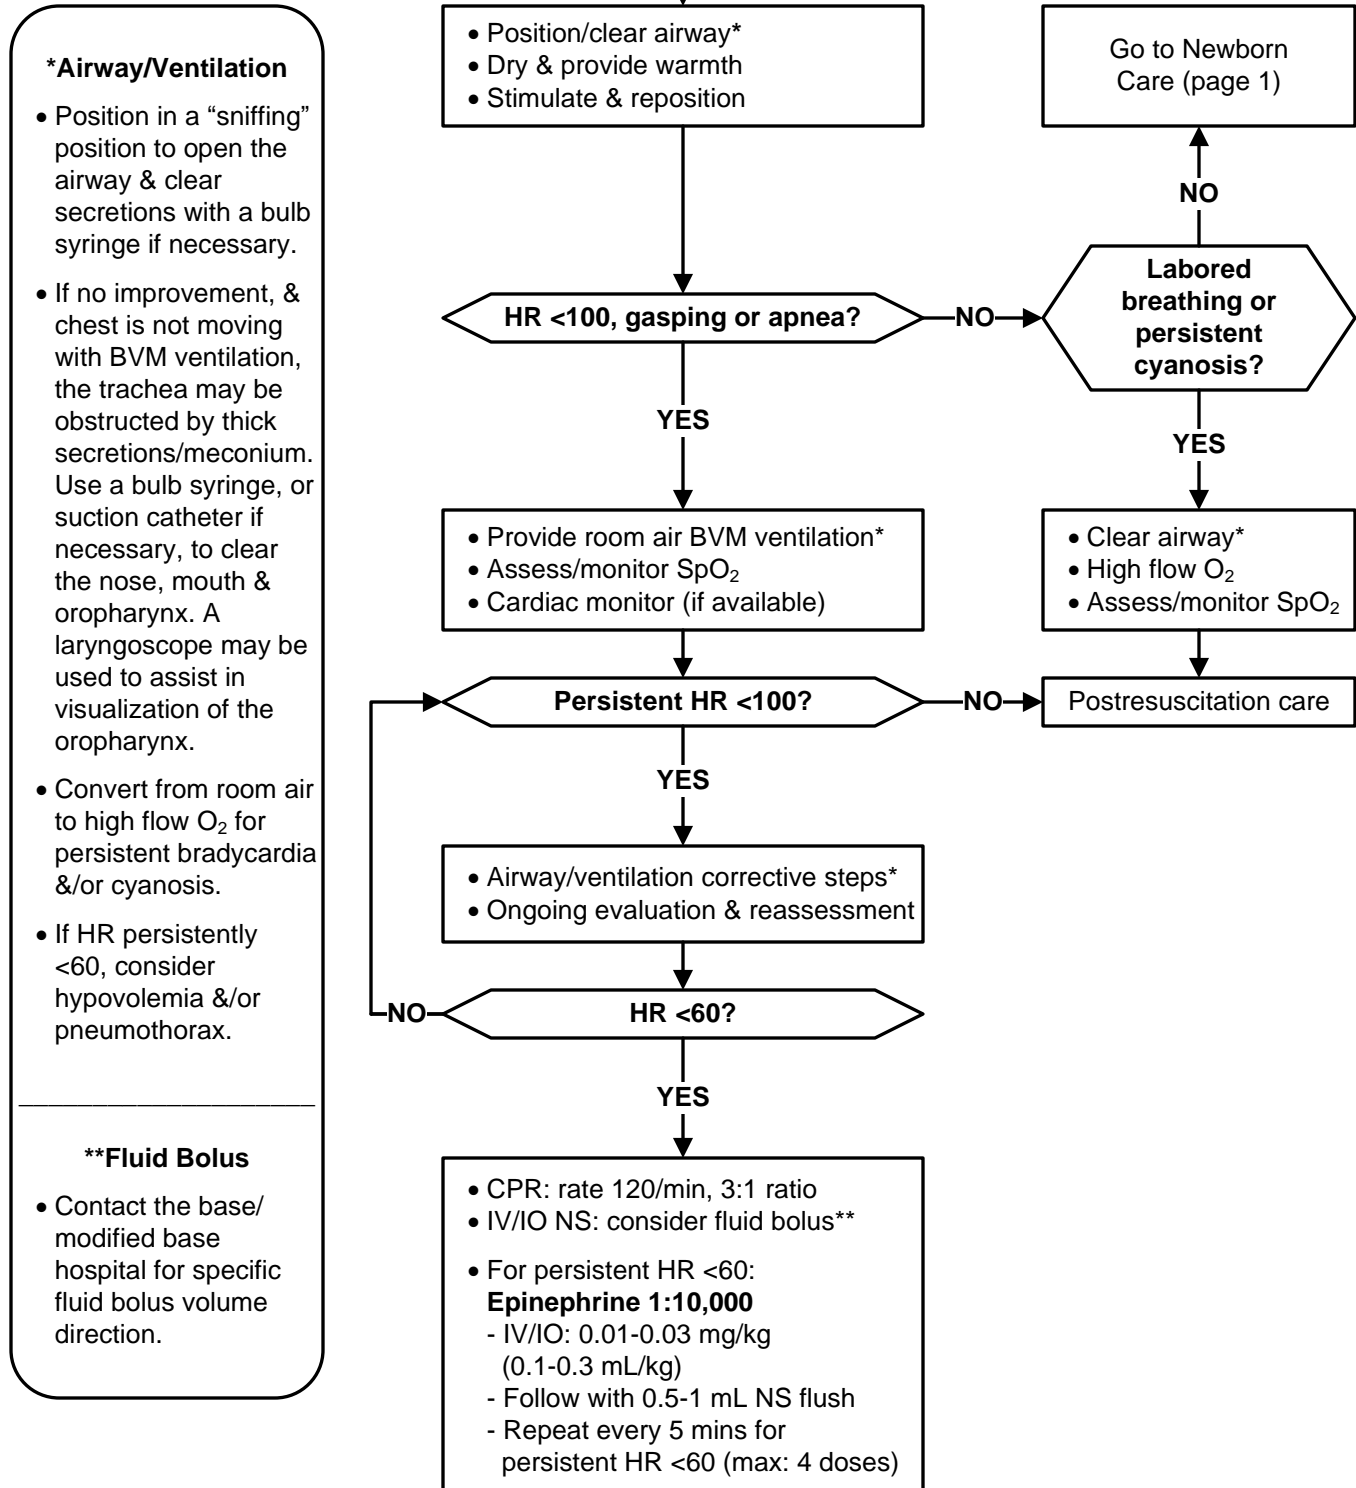 *Airway/Ventilation
• Position in a “sniffing”
position to open the
airway & clear
secretions with a bulb
syringe if necessary.
• If no improvement, &
chest is not moving
with BVM ventilation,
the trachea may be
obstructed by thick
secretions/meconium.
Use a bulb syringe, or
suction catheter if
necessary, to clear
the nose, mouth &
oropharynx. A
laryngoscope may be
used to assist in
visualization of the
oropharynx.
• Convert from room air
to high flow O₂ for
persistent bradycardia
&/or cyanosis.
• If HR persistently
<60, consider
hypovolemia &/or
pneumothorax.
**Fluid Bolus
• Contact the base/
modified base
hospital for specific
fluid bolus volume
direction.
• Position/clear airway*
• Dry & provide warmth
• Stimulate & reposition
HR <100, gasping or apnea?
NO
Labored
breathing or
persistent
cyanosis?
NO
Go to Newborn
Care (page 1)
YES
• Clear airway*
• High flow O₂
• Assess/monitor SpO₂
YES
• Provide room air BVM ventilation*
• Assess/monitor SpO₂
• Cardiac monitor (if available)
Persistent HR <100?
NO
Postresuscitation care
YES
• Airway/ventilation corrective steps*
• Ongoing evaluation & reassessment
HR <60?
NO
YES
• CPR: rate 120/min, 3:1 ratio
• IV/IO NS: consider fluid bolus**
• For persistent HR <60:
Epinephrine 1:10,000
- IV/IO: 0.01-0.03 mg/kg
(0.1-0.3 mL/kg)
- Follow with 0.5-1 mL NS flush
- Repeat every 5 mins for
persistent HR <60 (max: 4 doses)